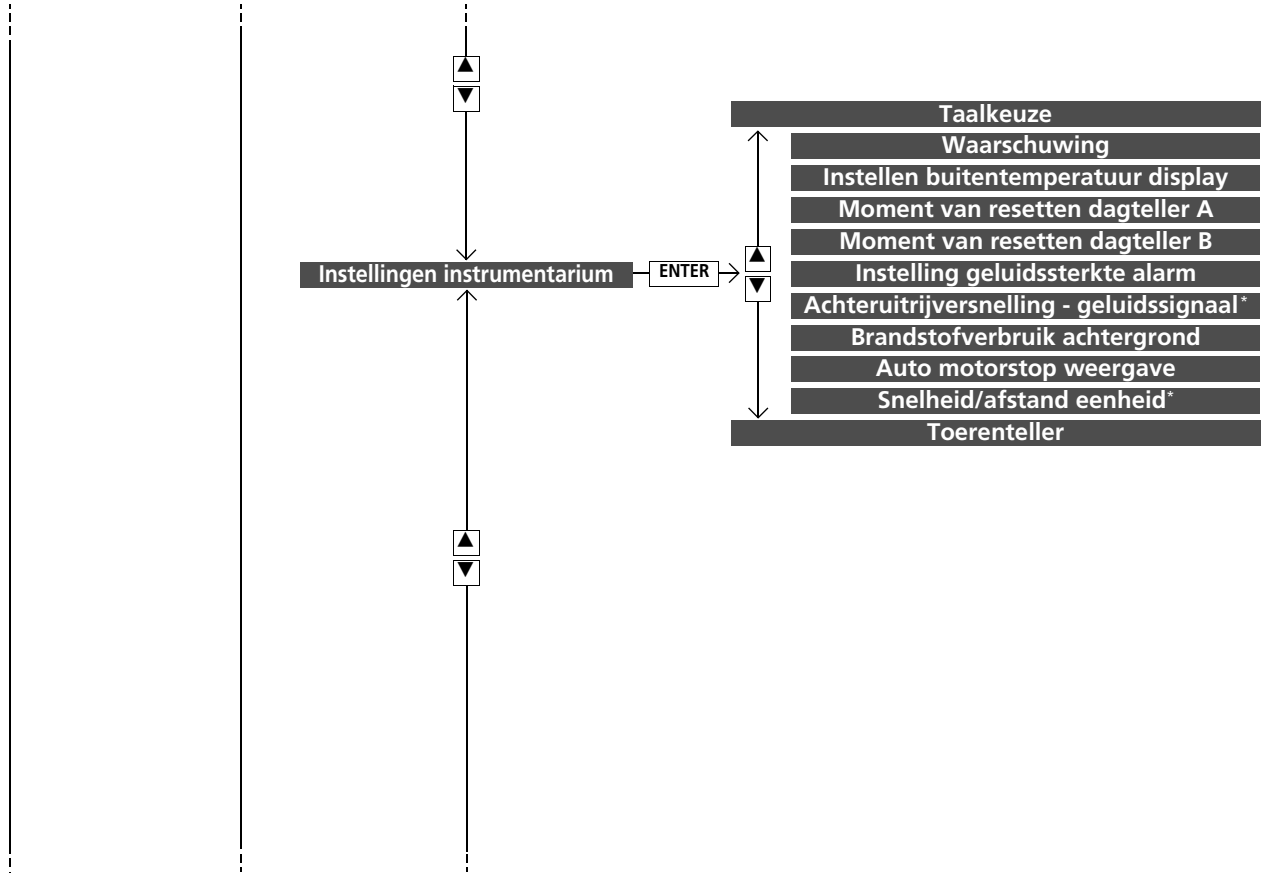 Taalkeuze
Waarschuwing
Instellen buitentemperatuur display
Moment van resetten dagteller A
Moment van resetten dagteller B
Instellingen instrumentarium
ENTER
Instelling geluidssterkte alarm
Achteruitrijversnelling - geluidssignaal*
Brandstofverbruik achtergrond
Auto motorstop weergave
Snelheid/afstand eenheid*
Toerenteller